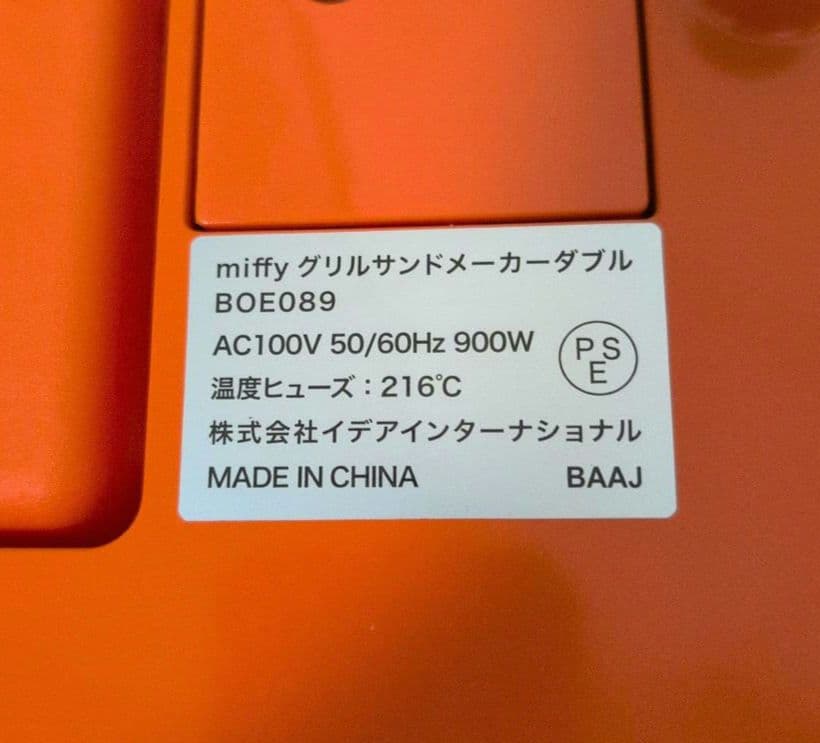 miffy グリルサンドメーカーダブル
BOE089
AC100V 50/60Hz 900W
PSE
温度ヒューズ：216℃
株式会社イデアインターナショナル
MADE IN CHINA BAAJ